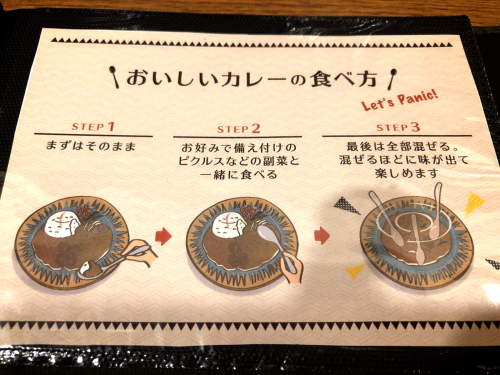 おいしいカレーの食べ方
Let's Panic!
STEP 1
まずはそのまま
STEP 2
お好みで備え付けの
ピクルスなどの副菜と
一緒に食べる
STEP 3
最後は全部混ぜる。
混ぜるほどに味が出て
楽しめます